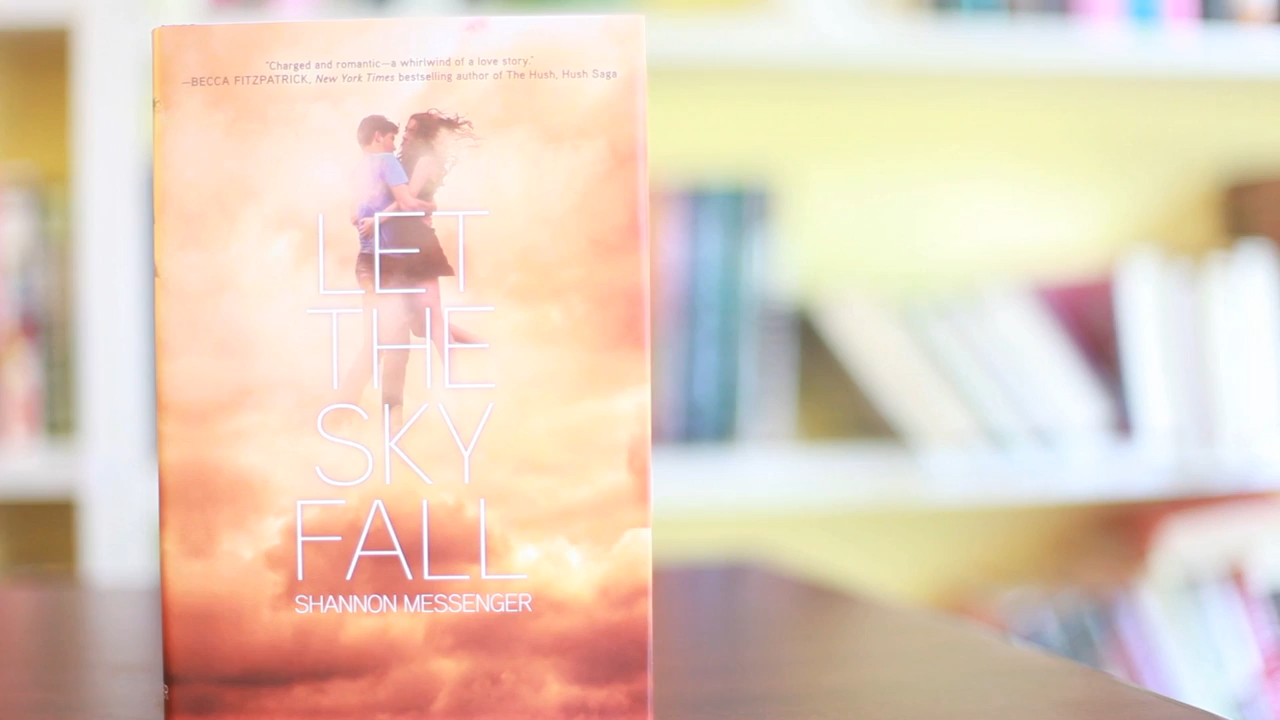 "Charged and romantic—a whirlwind of a love story."
—BECCA FITZPATRICK, New York Times bestselling author of The Hush, Hush Saga
LET
THE
SKY
FALL
SHANNON MESSENGER